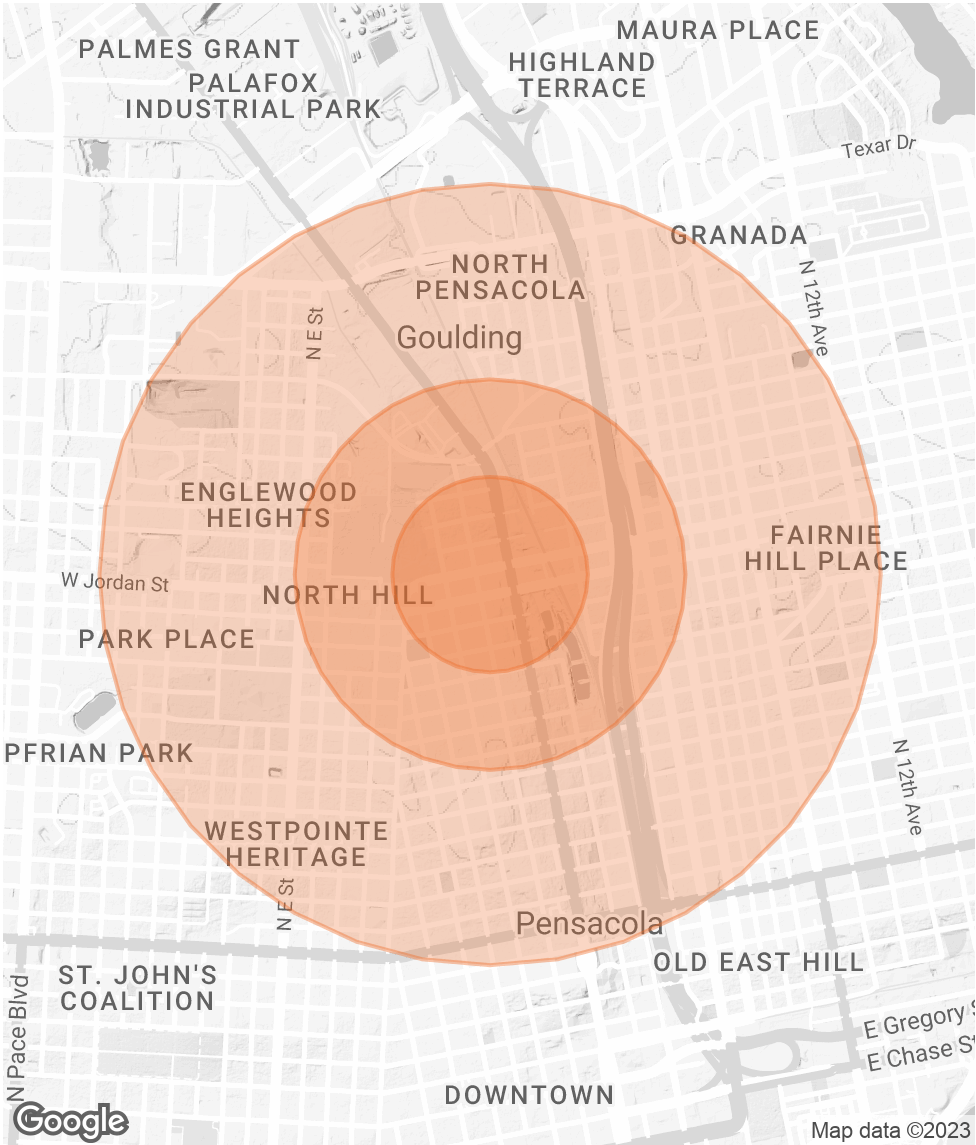 MAURA PLACE
PALMES GRANT
HIGHLAND
TERRACE
PALAFOX
INDUSTRIAL PARK
Texar Dr
GRANADA
NORTH
PENSACOLA
N 12th Ave
N E St
Goulding
ENGLEWOOD
HEIGHTS
FAIRNIE
HILL PLACE
W Jordan St
NORTH HILL
PARK PLACE
PFRIAN PARK
N 12th Ave
WESTPOINTE
HERITAGE
N E St
Pensacola
OLD EAST HILL
ST. JOHN'S
COALITION
N Pace Blvd
E Gregory S
E Chase St
DOWNTOWN
Google
Map data ©2023